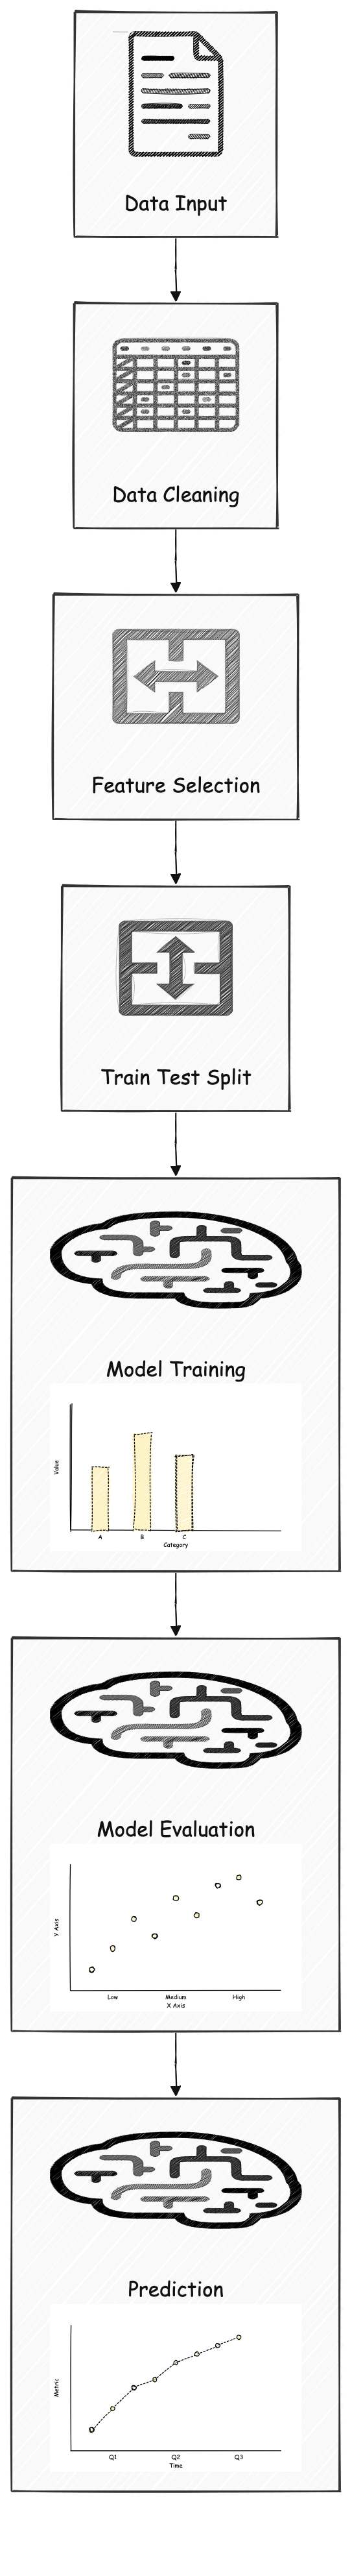 Data Input
Data Cleaning
Feature Selection
Train Test Split
Model Training
Value
A B C
Category
Model Evaluation
Y Axis
Low Medium High
X Axis
Prediction
Metric
Q1 Q2 Q3
Time